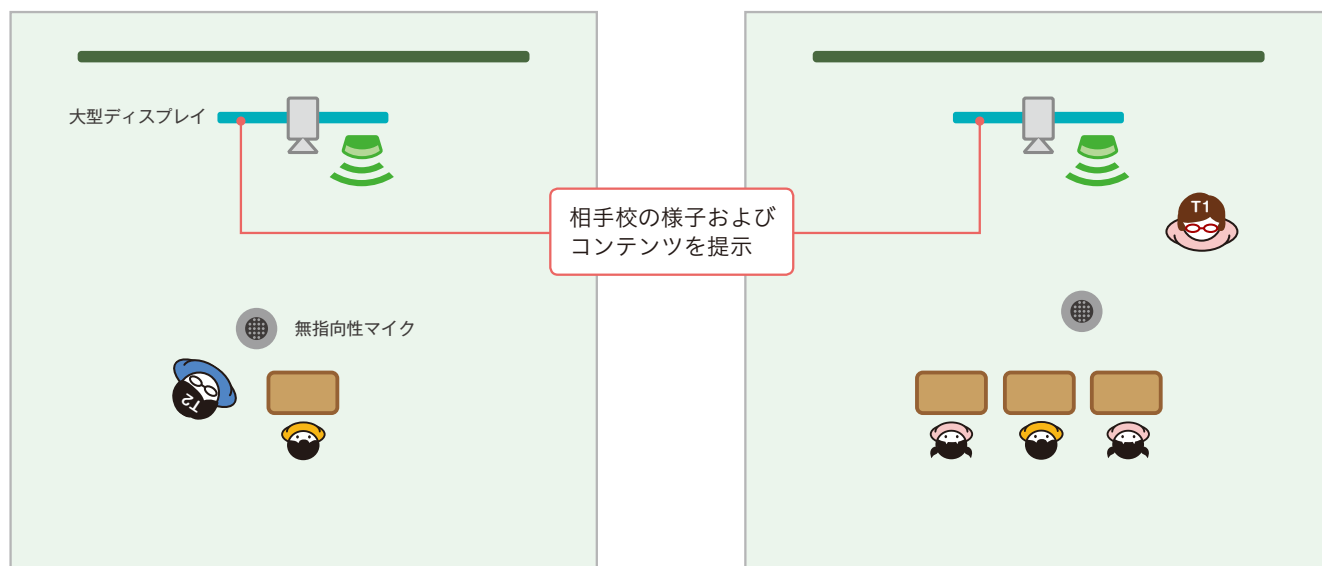 大型ディスプレイ
相手校の様子および
コンテンツを提示
T1
無指向性マイク
T2